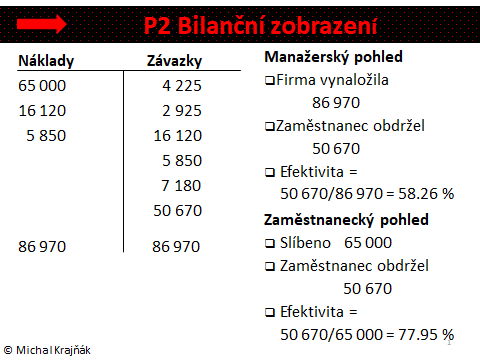 P2 Bilanční zobrazení
Náklady Závazky
65 000 4 225
16 120 2 925
5 850 16 120
5 850
7 180
50 670
86 970 86 970
Manažerský pohled
Firma vynaložila
86 970
Zaměstnanec obdržel
50 670
Efektivita =
50 670/86 970 = 58.26 %
Zaměstnanecký pohled
Slíbeno 65 000
Zaměstnanec obdržel
50 670
Efektivita =
50 670/65 000 = 77.95 %
© Michal Krajňák